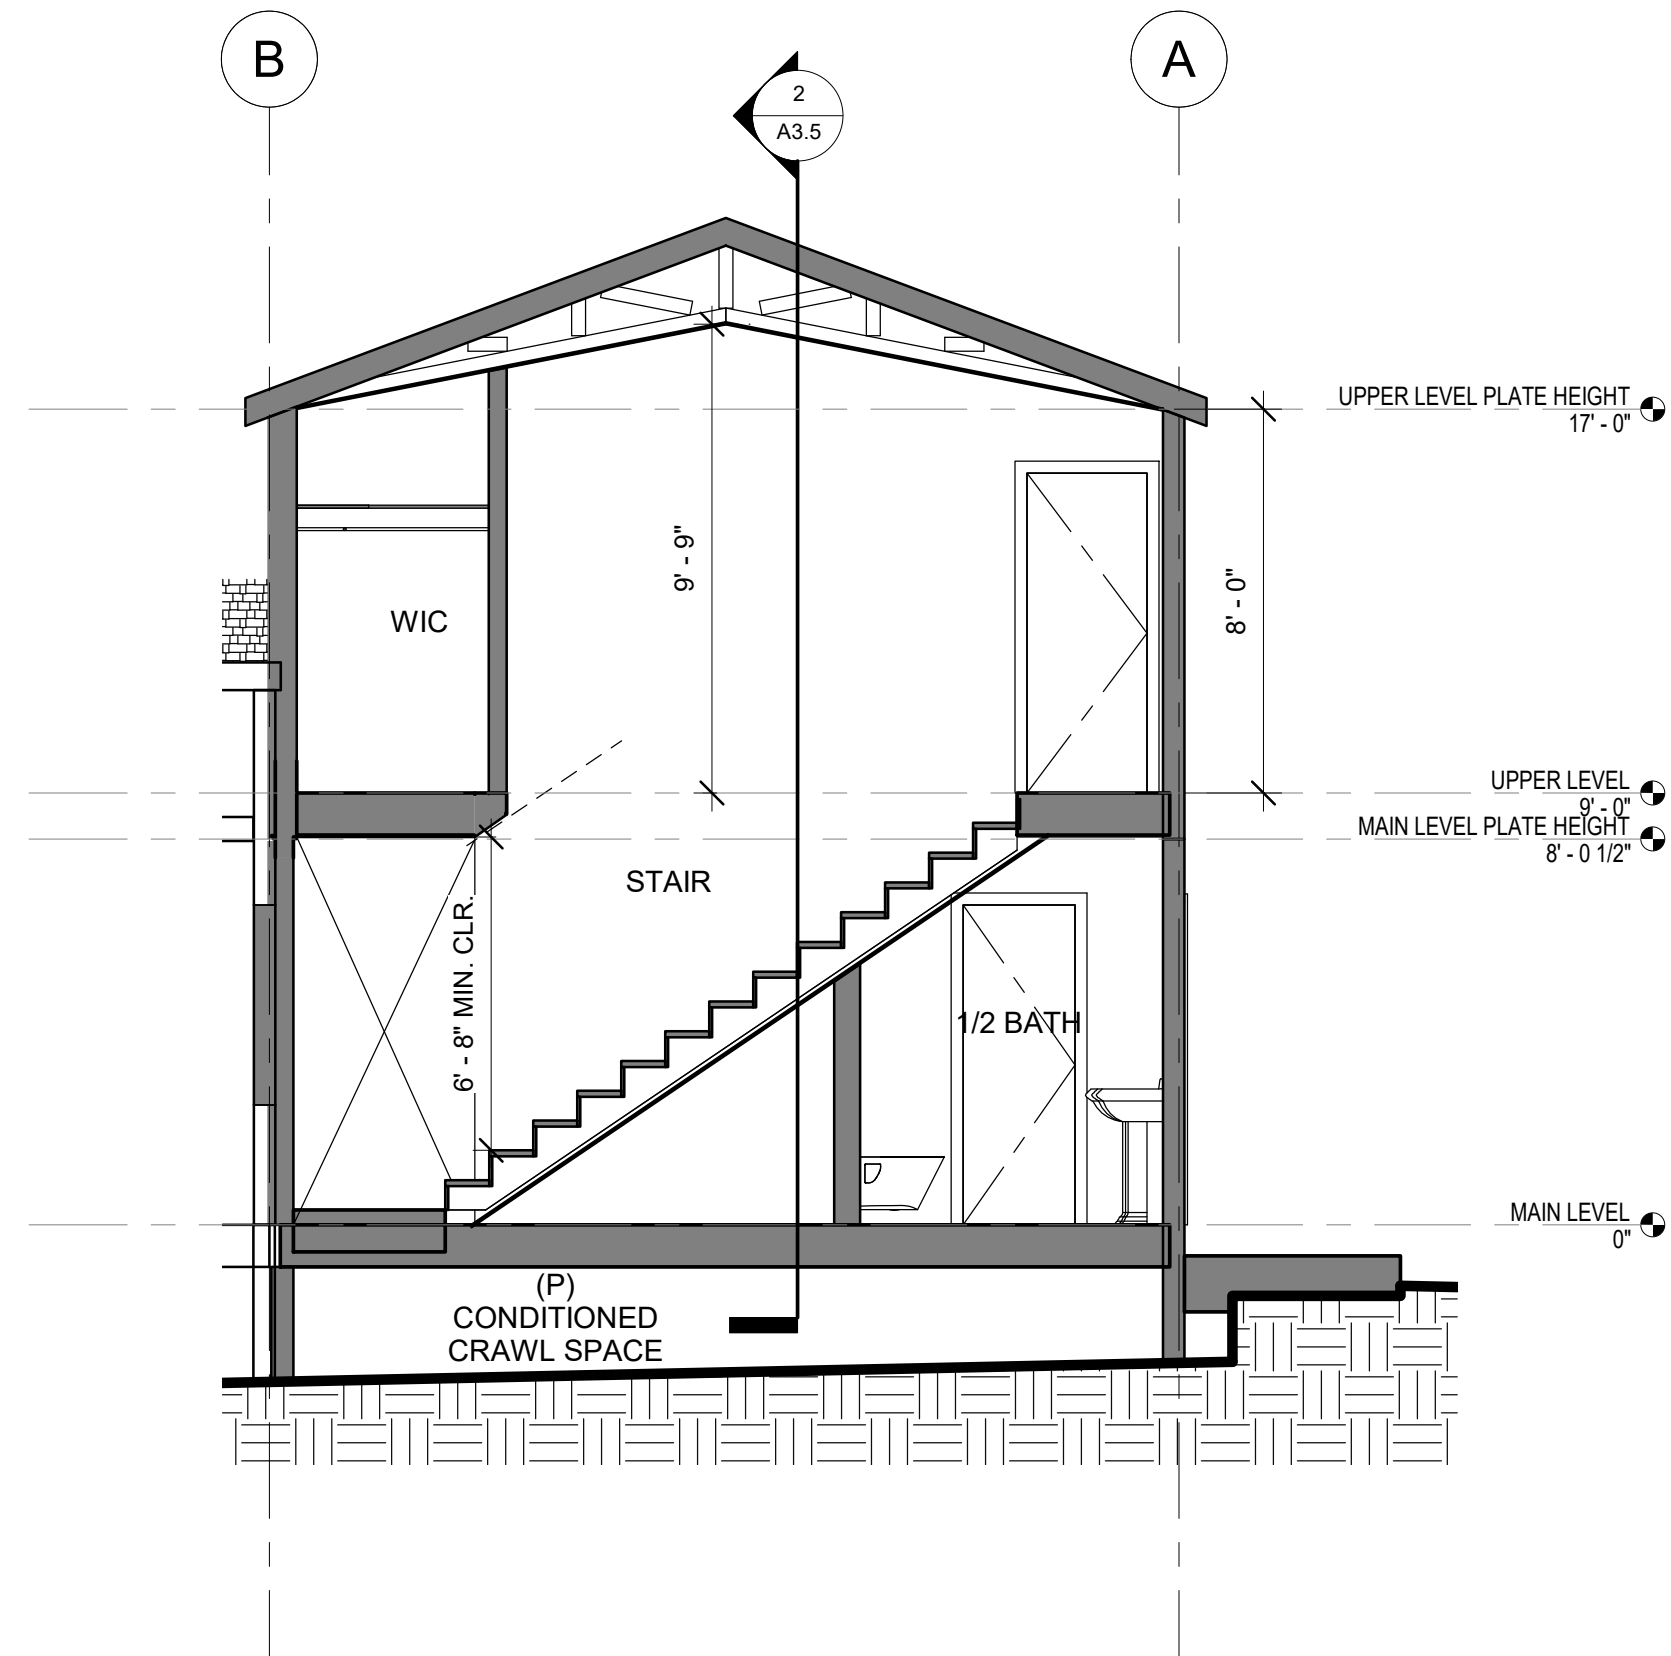 B
A
2
A3.5
UPPER LEVEL PLATE HEIGHT
17' - 0"
9' - 9"
8' - 0"
WIC
UPPER LEVEL
9' - 0"
MAIN LEVEL PLATE HEIGHT
8' - 0 1/2"
STAIR
6' - 8" MIN. CLR.
1/2 BATH
MAIN LEVEL
0"
(P)
CONDITIONED
CRAWL SPACE